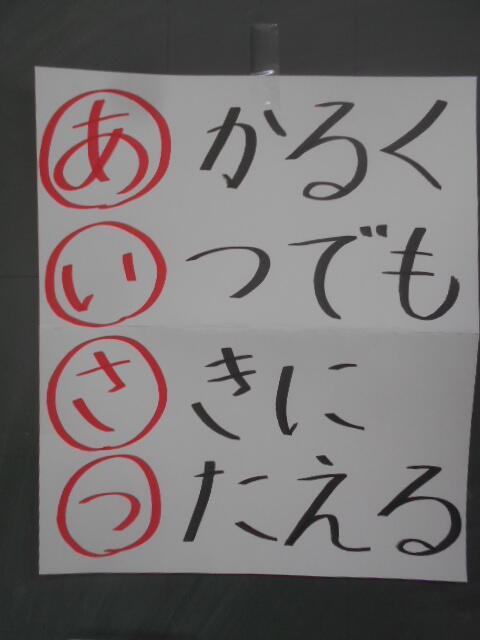 あかるく
いつでも
さきに
つたえる